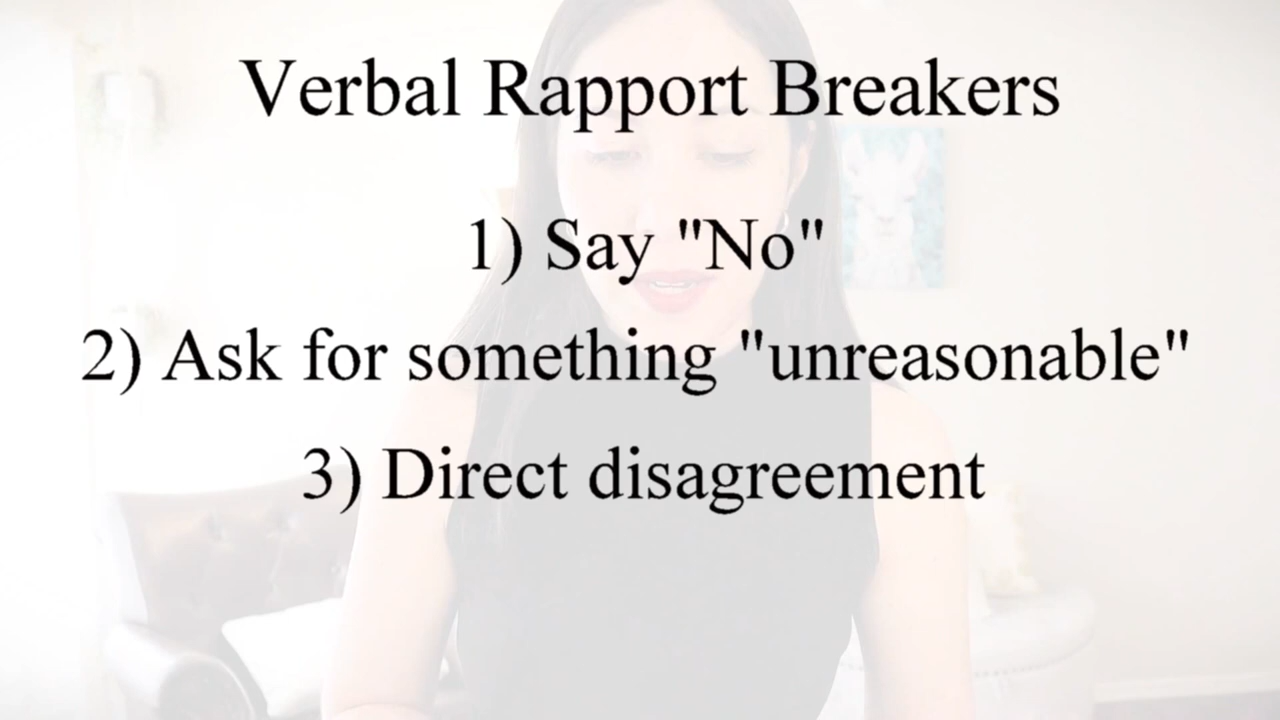 Verbal Rapport Breakers
1) Say "No"
2) Ask for something "unreasonable"
3) Direct disagreement